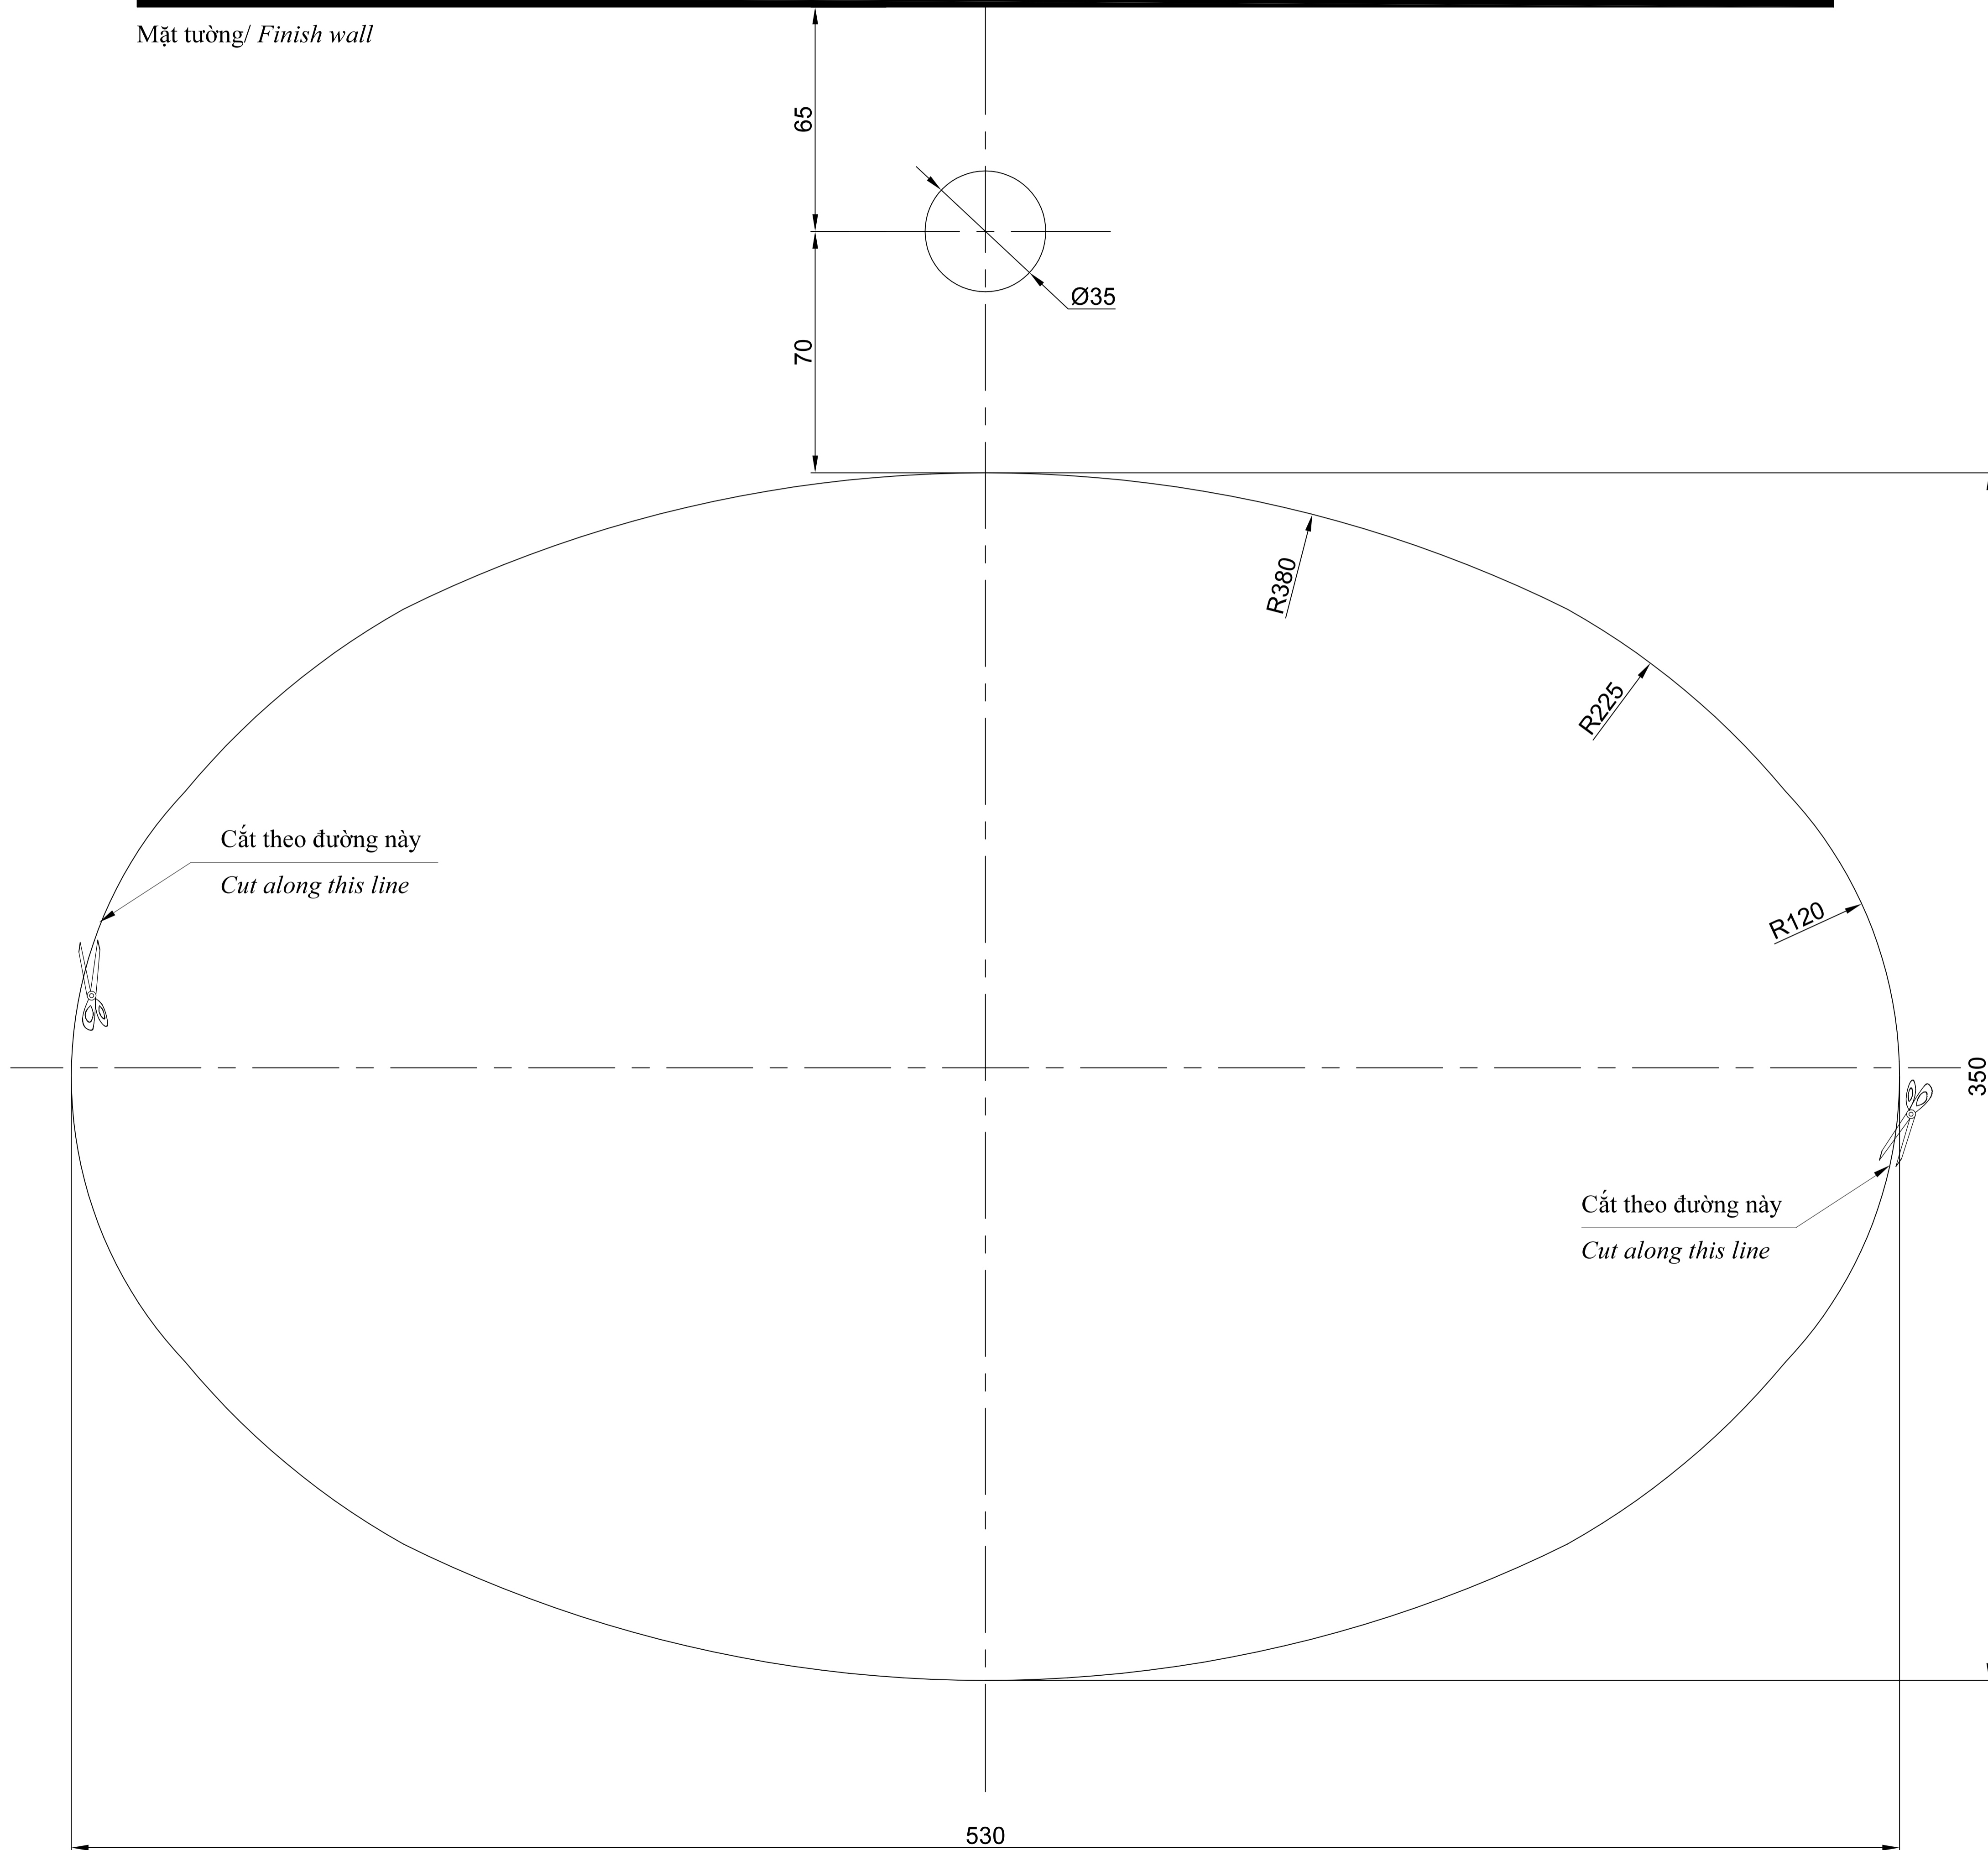 Mặt tường/ Finish wall
65
Ø35
70
R380
R225
Cắt theo đường này
Cut along this line
R120
350
Cắt theo đường này
Cut along this line
530